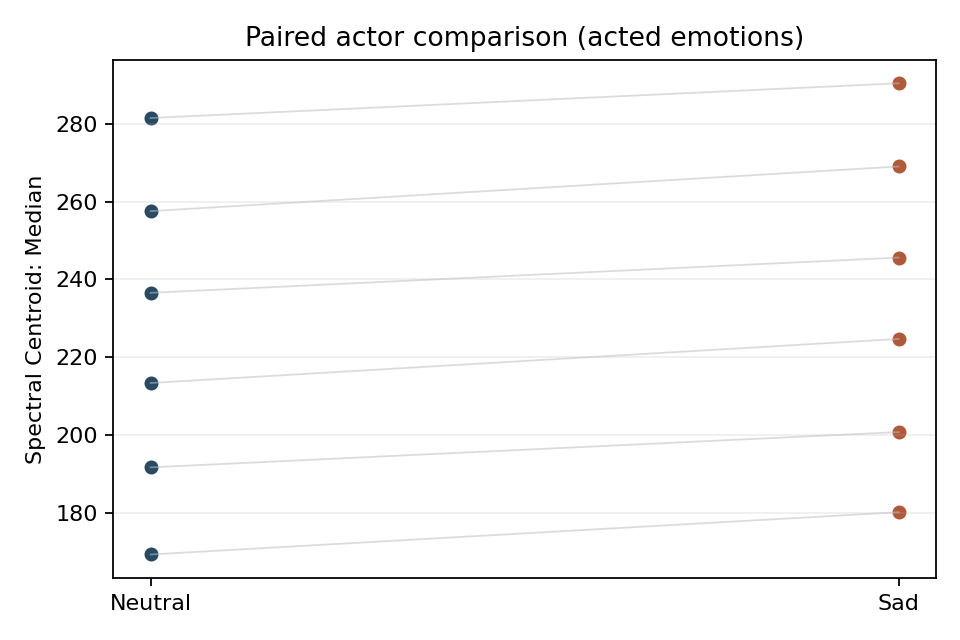 Paired actor comparison (acted emotions)
Spectral Centroid: Median
280
260
240
220
200
180
Neutral
Sad